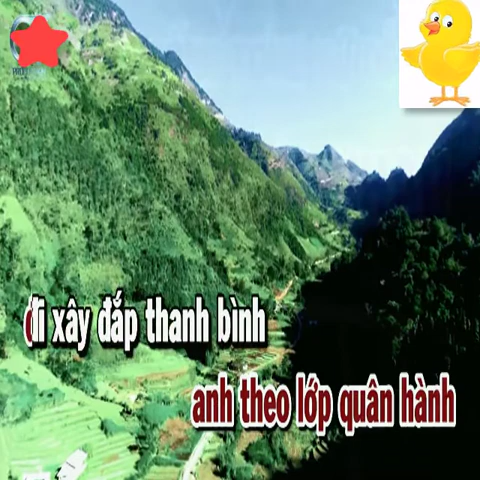 đi xây đắp thanh bình
anh theo lớp quân hành